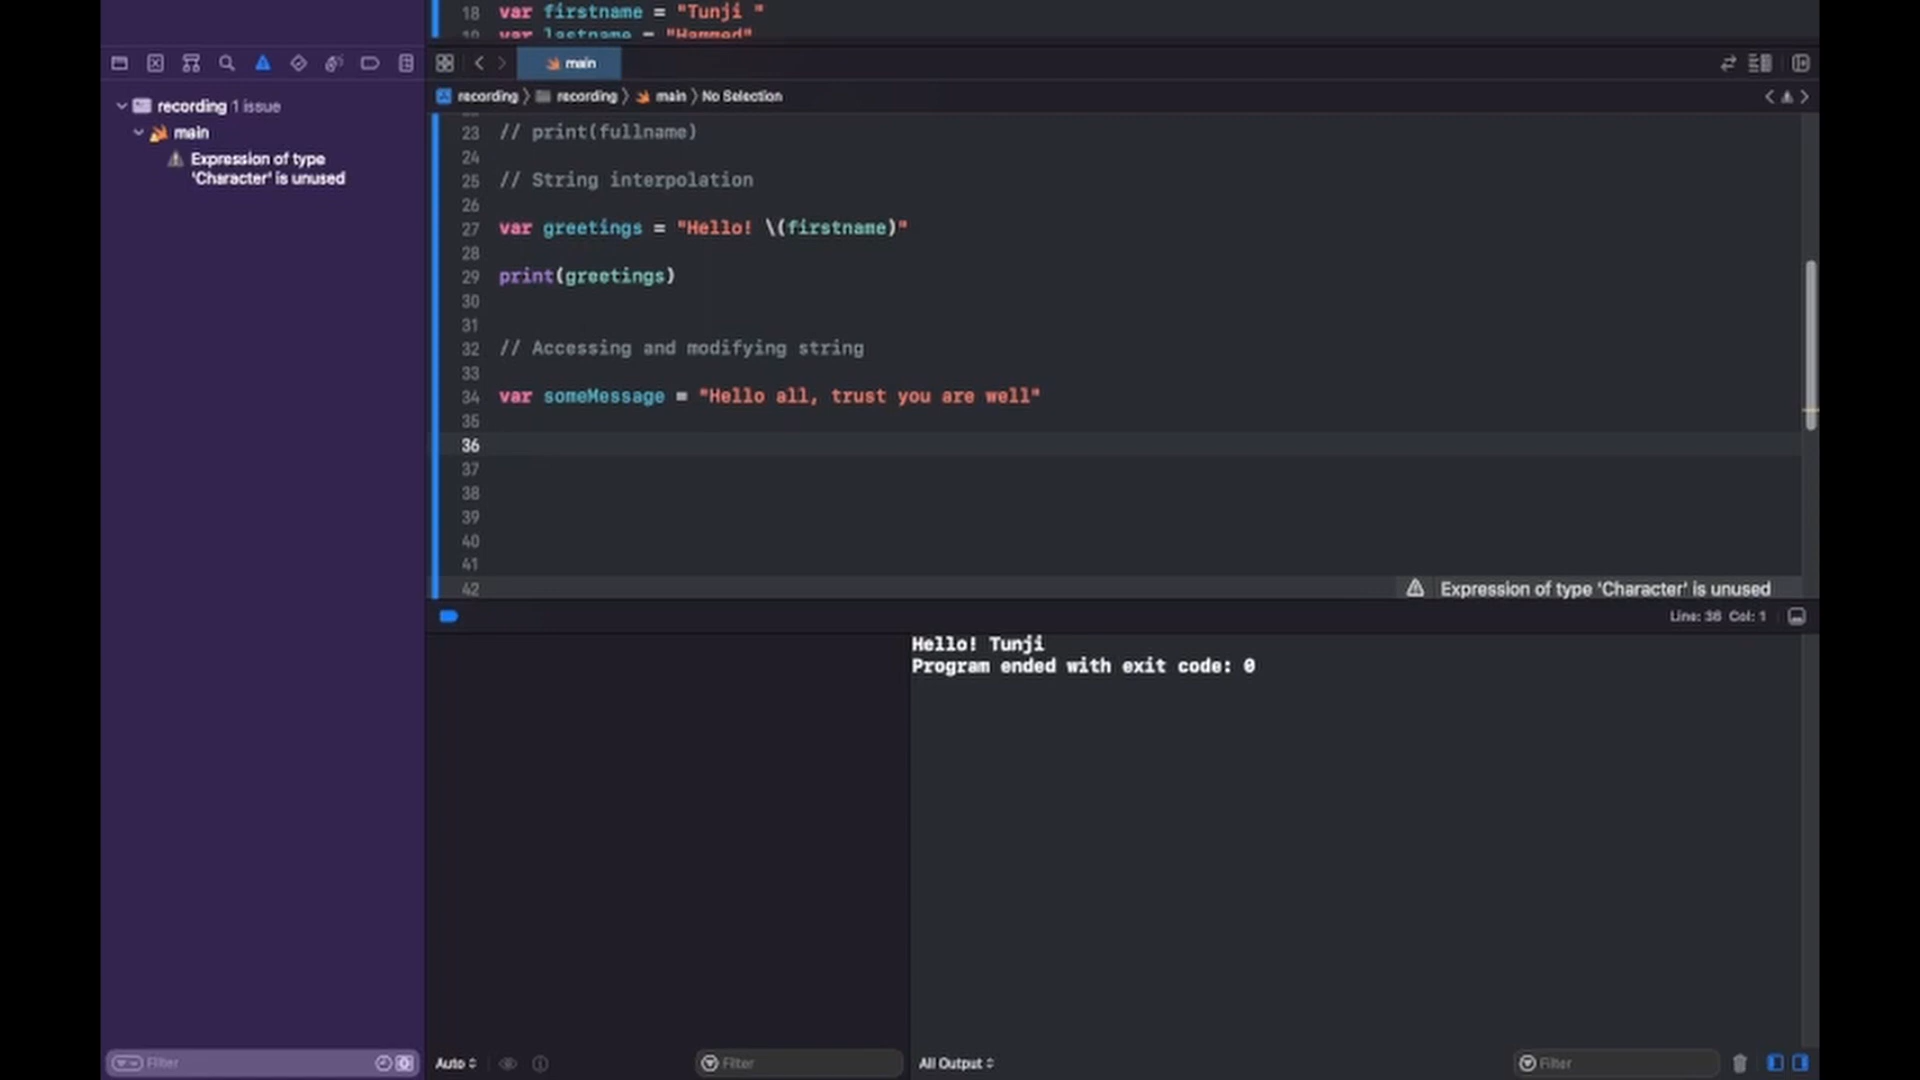 18 var firstname = "Tunji "
19 var lastname = "Hammed"
main
recording 1 issue
recording recording main No Selection
main
Expression of type
'Character' is unused
23 // print(fullname)
24
25 // String interpolation
26
27 var greetings = "Hello! \(firstname)"
28
29 print(greetings)
30
31
32 // Accessing and modifying string
33
34 var someMessage = "Hello all, trust you are well"
35
36
37
38
39
40
41
42 Expression of type 'Character' is unused
Line: 36 Col: 1
Hello! Tunji
Program ended with exit code: 0
Filter
Auto
Filter
All Output
Filter